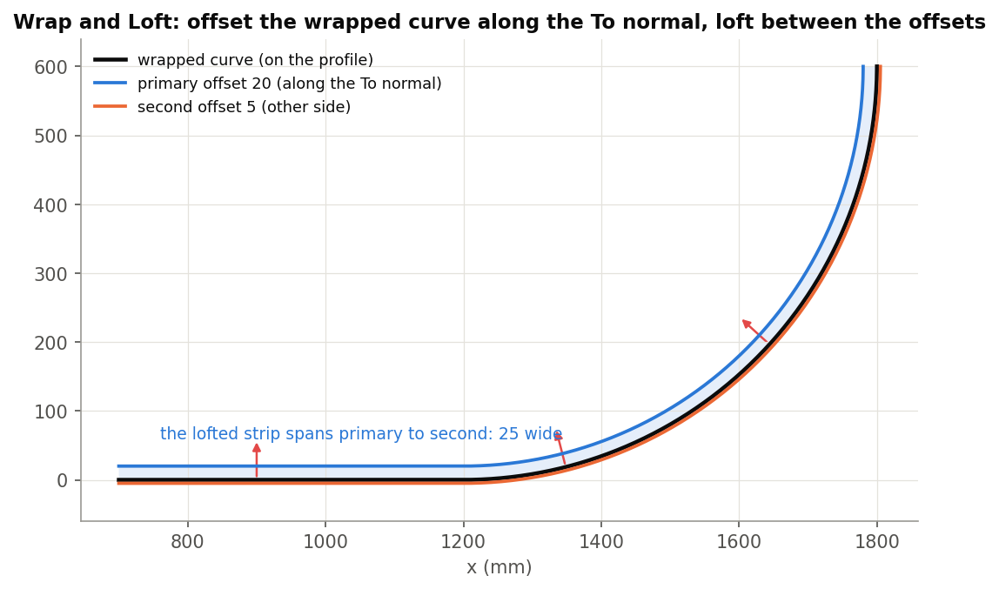 Wrap and Loft: offset the wrapped curve along the To normal, loft between the offsets
wrapped curve (on the profile)
primary offset 20 (along the To normal)
second offset 5 (other side)
600
500
400
300
200
100
0
the lofted strip spans primary to second: 25 wide
800 1000 1200 1400 1600 1800
x (mm)